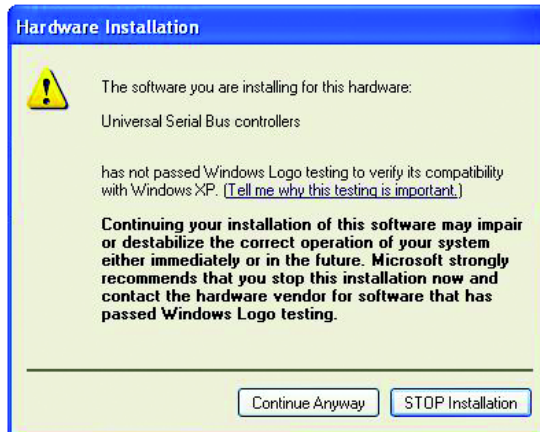 Hardware Installation
The software you are installing for this hardware:
Universal Serial Bus controllers
has not passed Windows Logo testing to verify its compatibility
with Windows XP. (Tell me why this testing is important.)
Continuing your installation of this software may impair
or destabilize the correct operation of your system
either immediately or in the future. Microsoft strongly
recommends that you stop this installation now and
contact the hardware vendor for software that has
passed Windows Logo testing.
Continue Anyway
STOP Installation